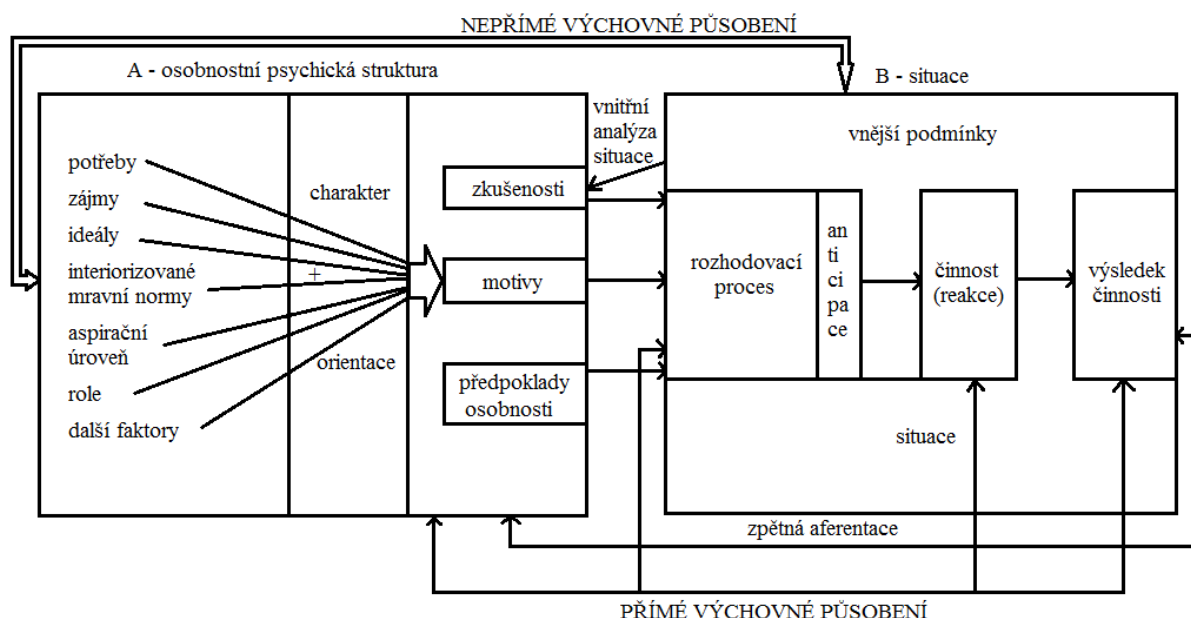 NEPŘÍMÉ VÝCHOVNÉ PŮSOBENÍ
A - osobnostní psychická struktura
B - situace
potřeby
zájmy
ideály
interiorizované
mravní normy
aspirační
úroveň
role
další faktory
charakter
+
orientace
zkušenosti
motivy
předpoklady
osobnosti
vnitřní
analýza
situace
vnější podmínky
rozhodovací
proces
an
ti
ci
pa
ce
činnost
(reakce)
výsledek
činnosti
situace
zpětná aferentace
PŘÍMÉ VÝCHOVNÉ PŮSOBENÍ